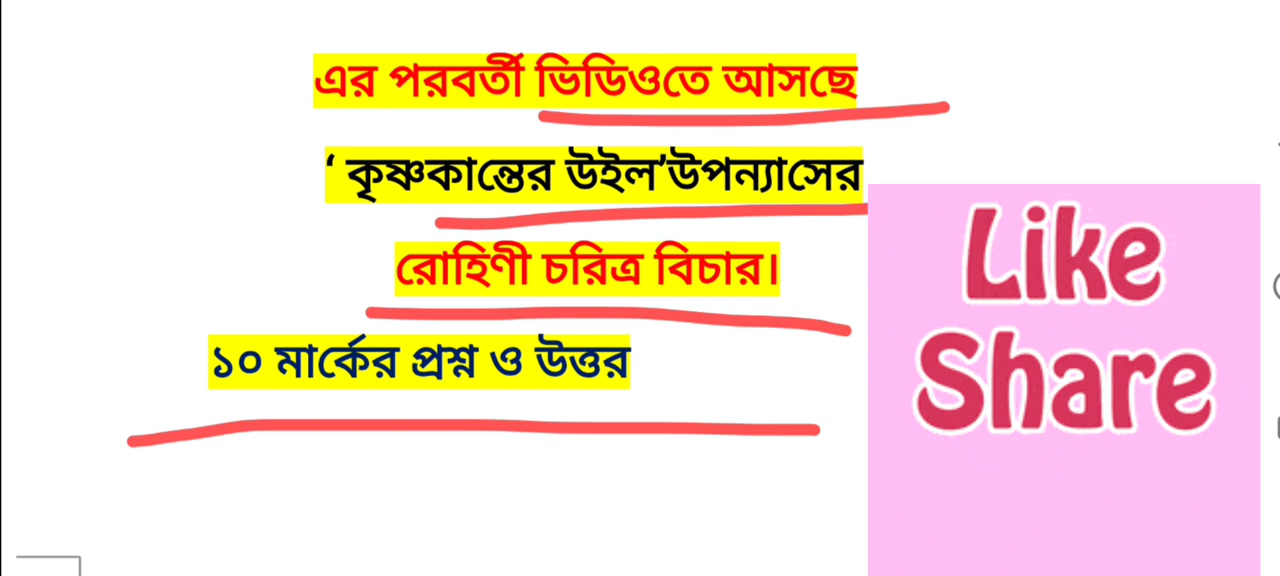 এর পরবর্তী ভিডিওতে আসছে
‘ কৃষ্ণকান্তের উইল’উপন্যাসের
রোহিণী চরিত্র বিচার।
১০ মার্কের প্রশ্ন ও উত্তর
Like
Share